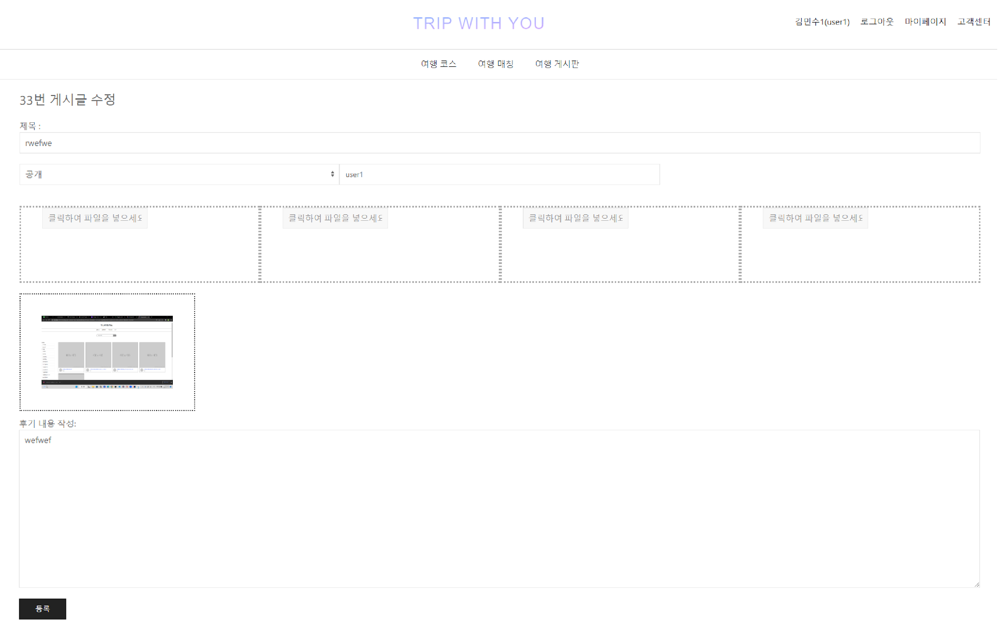 TRIP WITH YOU
김민수1(user1) 로그아웃 마이페이지 고객센터
여행 코스 여행 매칭 여행 게시판
33번 게시글 수정
제목 :
rwefwe
공개 user1
클릭하여 파일을 넣으세요 클릭하여 파일을 넣으세요 클릭하여 파일을 넣으세요 클릭하여 파일을 넣으세요
후기 내용 작성:
wefwef
등록